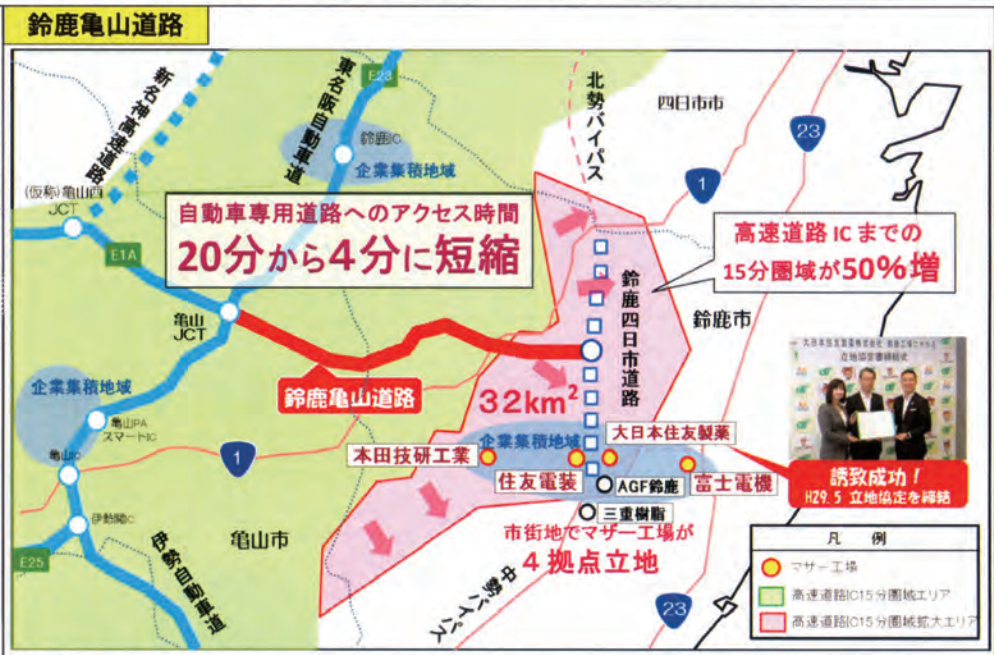 鈴鹿亀山道路
新名神高速道路
東名阪自動車道
E23
北勢バイパス
四日市市
23
鈴鹿IC
企業集積地域
1
(仮称)亀山西
JCT
自動車専用道路へのアクセス時間
20分から4分に短縮
高速道路ICまでの
15分圏域が50%増
E1A
鈴鹿四日市道路
亀山
JCT
鈴鹿市
鈴鹿亀山道路
立地協定書締結式
企業集積地域
32km²
亀山PA
スマートIC
企業集積地域
大日本住友製薬
本田技研工業
1
亀山IC
住友電装
AGF鈴鹿
富士電機
誘致成功!
H29.5 立地協定を締結
三重樹脂
伊勢関IC
亀山市
市街地でマザー工場が
4拠点立地
E25
伊勢自動車道
中勢バイパス
23
凡 例
マザー工場
高速道路IC15分圏域エリア
高速道路IC15分圏域拡大エリア